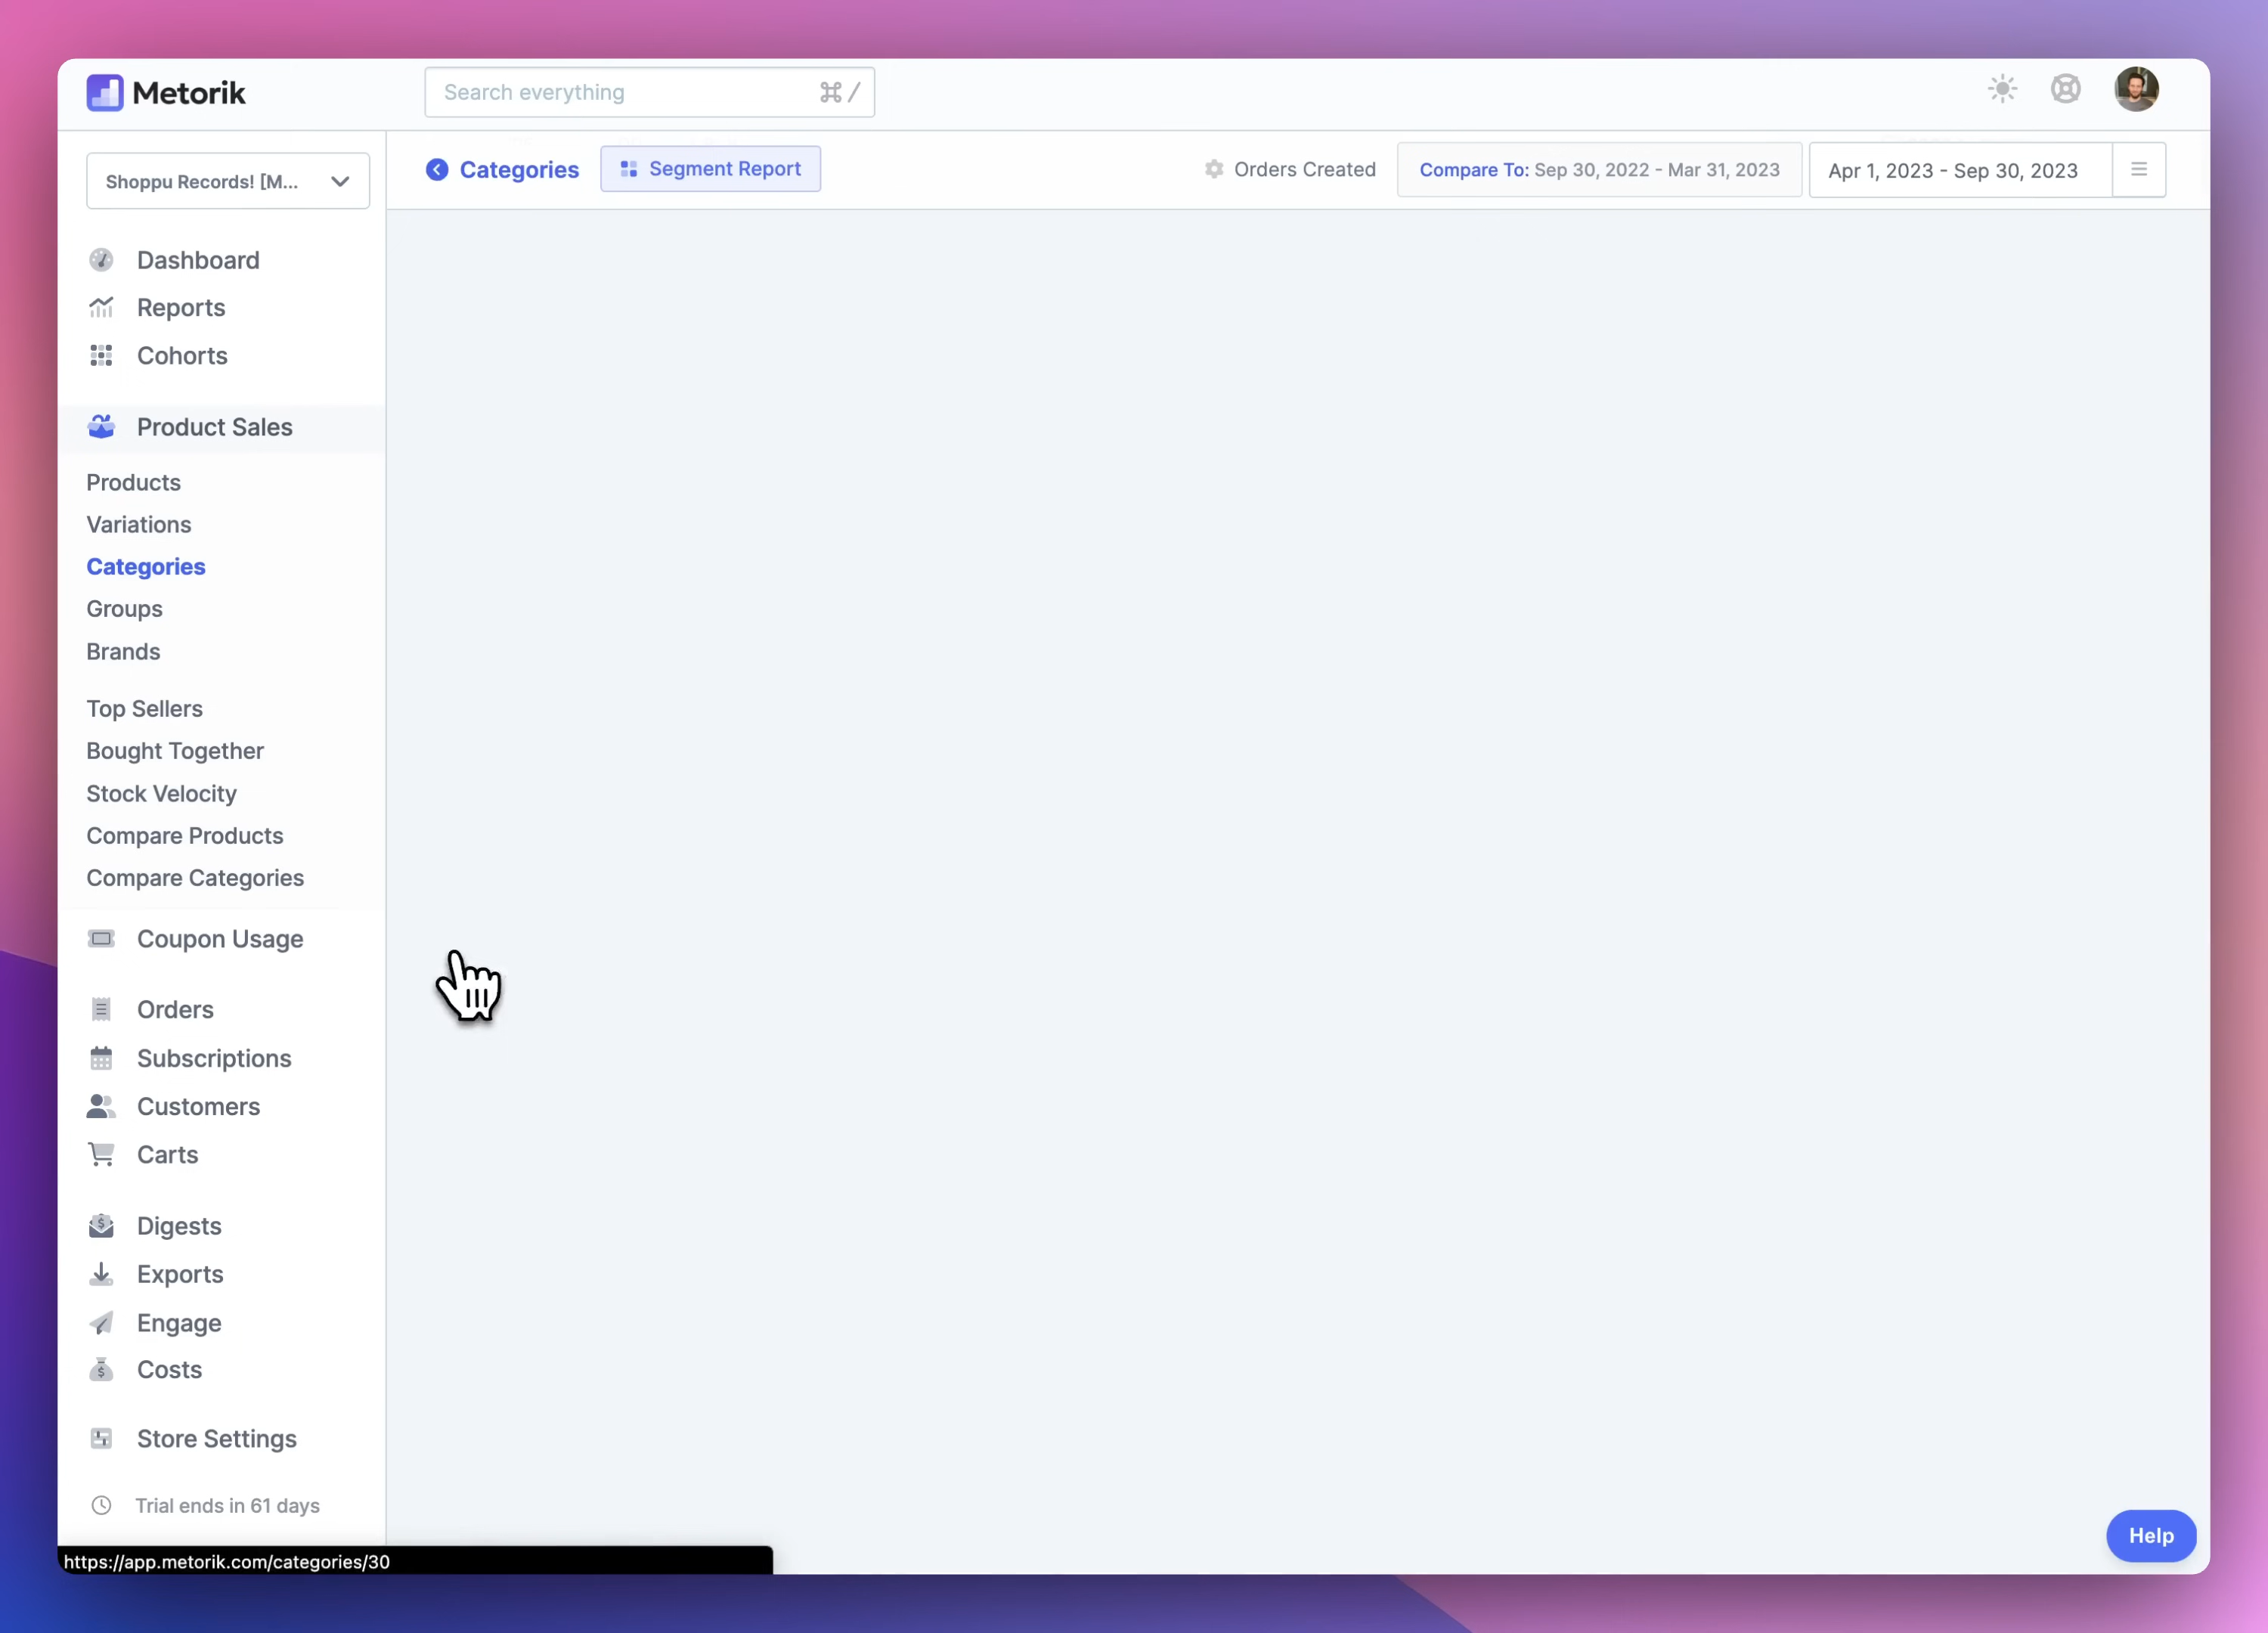 Metorik
Search everything ⌘ /
Shoppu Records! [M...
Categories
Segment Report
Orders Created
Compare To: Sep 30, 2022 - Mar 31, 2023
Apr 1, 2023 - Sep 30, 2023
Dashboard
Reports
Cohorts
Product Sales
Products
Variations
Categories
Groups
Brands
Top Sellers
Bought Together
Stock Velocity
Compare Products
Compare Categories
Coupon Usage
Orders
Subscriptions
Customers
Carts
Digests
Exports
Engage
Costs
Store Settings
Trial ends in 61 days
Help
https://app.metorik.com/categories/30